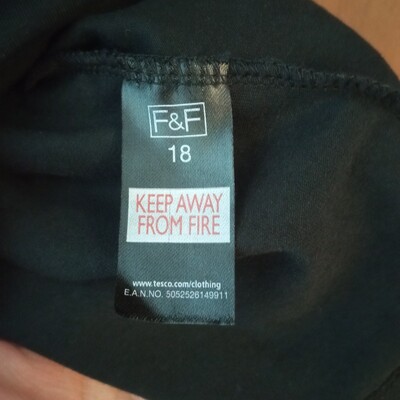 F&F
18
KEEP AWAY
FROM FIRE
www.tesco.com/clothing
E.A.N.NO. 5052526149911